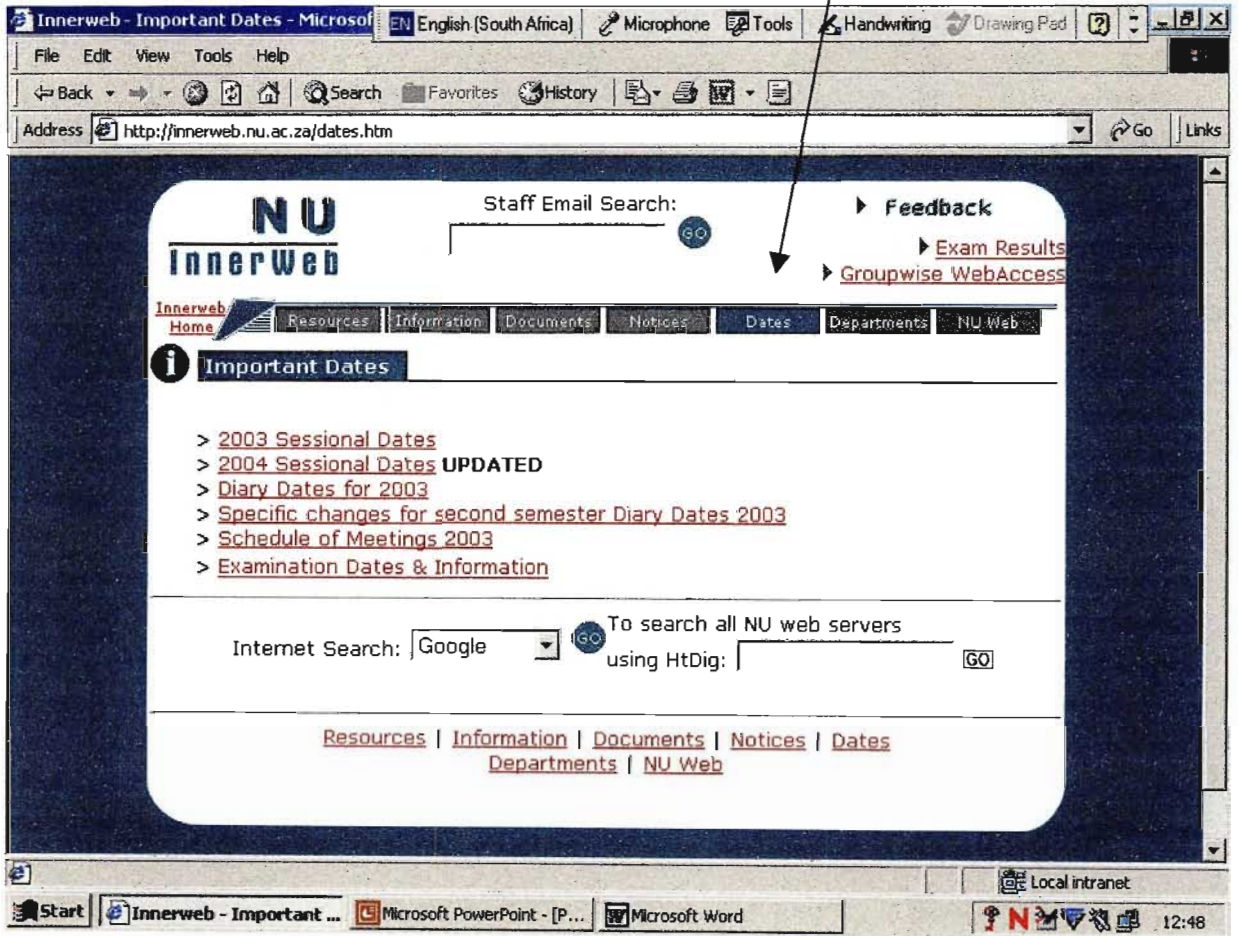 Innerweb - Important Dates - Microsof
EN English (South Africa) Microphone Tools Handwriting Drawing Pad
File Edit View Tools Help
Back Search Favorites History
Address http://innerweb.nu.ac.za/dates.htm Go Links
NU
InnerWeb
Staff Email Search:
GO
Feedback
Exam Results
Groupwise WebAccess
Innerweb
Home
Resources Information Documents Notices Dates Departments NU Web
i Important Dates
> 2003 Sessional Dates
> 2004 Sessional Dates UPDATED
> Diary Dates for 2003
> Specific changes for second semester Diary Dates 2003
> Schedule of Meetings 2003
> Examination Dates & Information
Internet Search: Google GO
To search all NU web servers
using HtDig: GO
Resources | Information | Documents | Notices | Dates
Departments | NU Web
Local intranet
Start Innerweb - Important ... Microsoft PowerPoint - [P... Microsoft Word 12:48